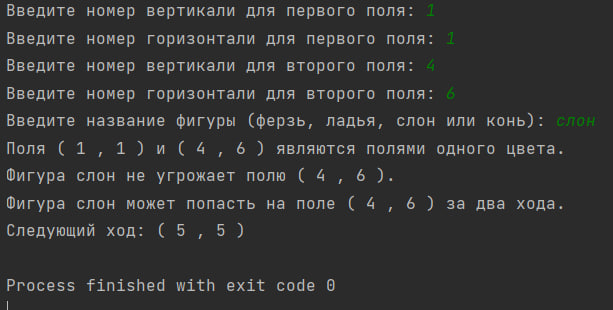 Введите номер вертикали для первого поля: 1
Введите номер горизонтали для первого поля: 1
Введите номер вертикали для второго поля: 4
Введите номер горизонтали для второго поля: 6
Введите название фигуры (ферзь, ладья, слон или конь): слон
Поля ( 1 , 1 ) и ( 4 , 6 ) являются полями одного цвета.
Фигура слон не угрожает полю ( 4 , 6 ).
Фигура слон может попасть на поле ( 4 , 6 ) за два хода.
Следующий ход: ( 5 , 5 )
Process finished with exit code 0